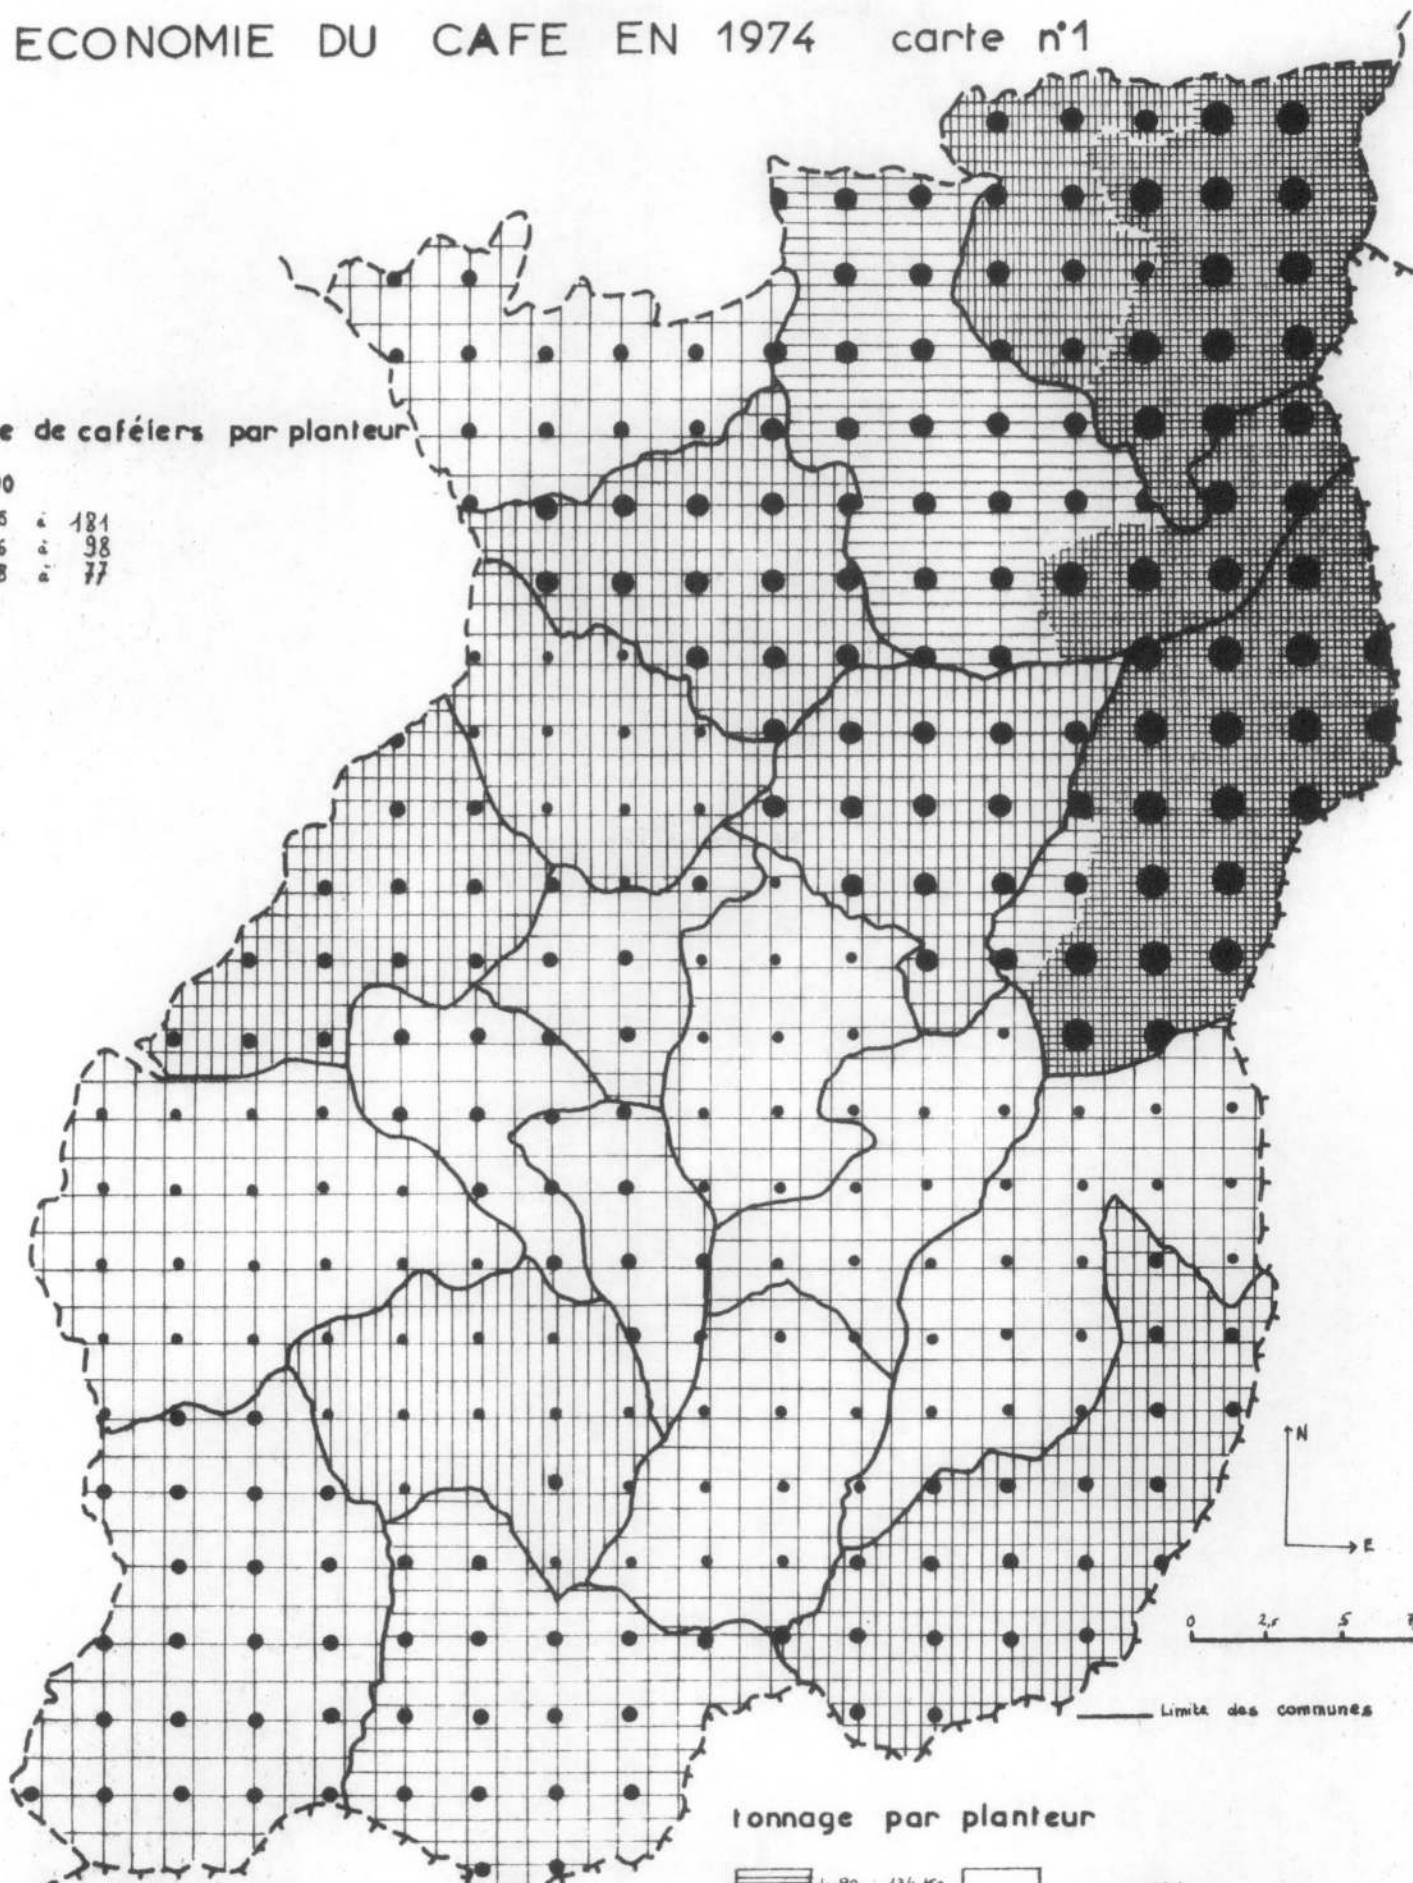 ECONOMIE DU CAFE EN 1974 carte n°1
e de caféiers par planteur
à 181
à 98
à 77
N
E
0 2,5 5
Limite des communes
tonnage par planteur